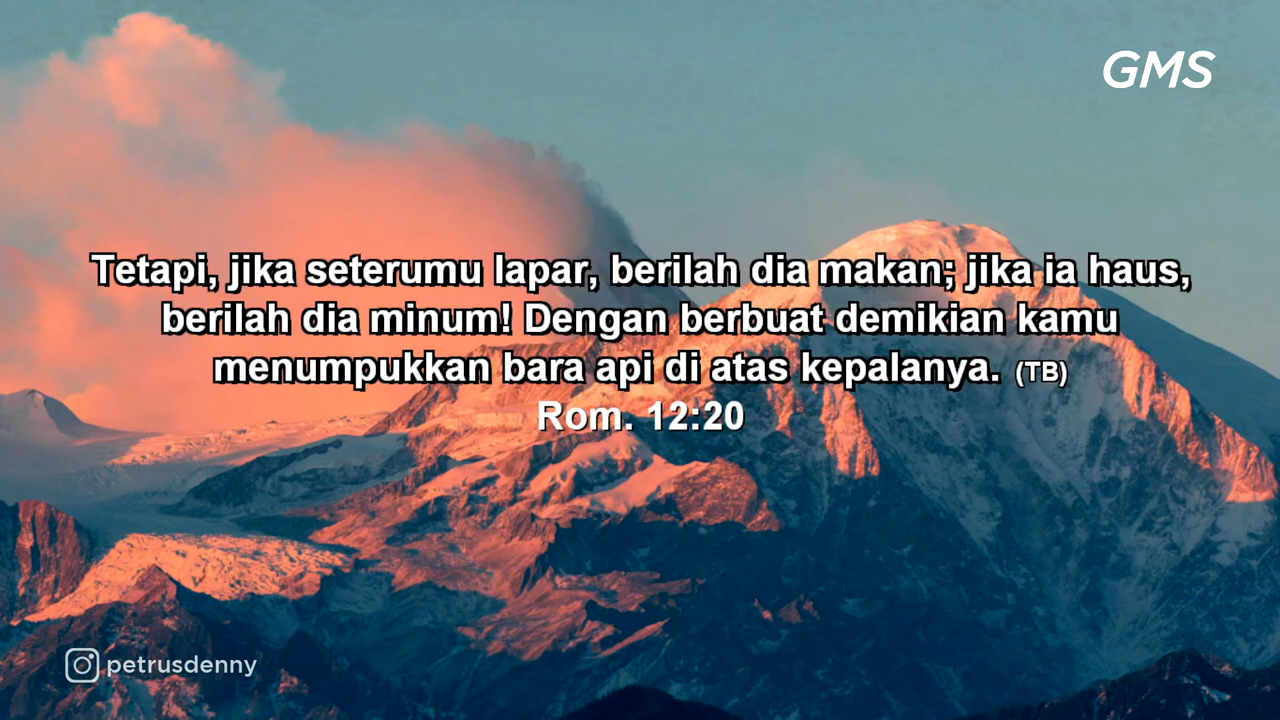 GMS
Tetapi, jika seterumu lapar, berilah dia makan; jika ia haus,
berilah dia minum! Dengan berbuat demikian kamu
menumpukkan bara api di atas kepalanya. (TB)
Rom. 12:20
petrusdenny